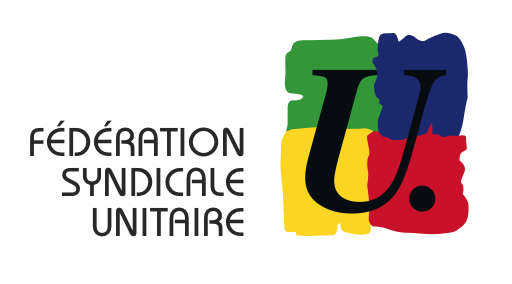 FÉDÉRATION
SYNDICALE
UNITAIRE
U.